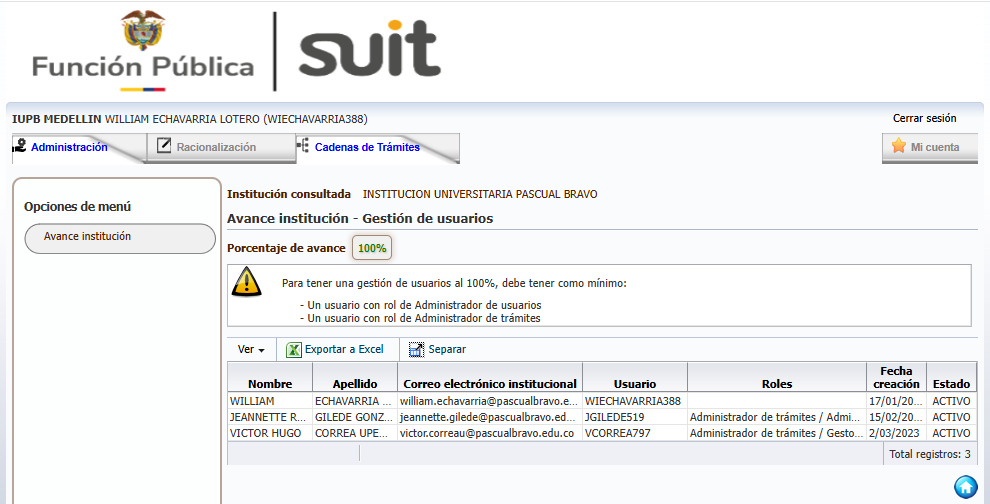 Función Pública
suit
IUPB MEDELLIN WILLIAM ECHAVARRIA LOTERO (WIECHAVARRIA388)
Cerrar sesión
Administración
Racionalización
Cadenas de Trámites
Mi cuenta
Opciones de menú
Avance institución
Institución consultada INSTITUCION UNIVERSITARIA PASCUAL BRAVO
Avance institución - Gestión de usuarios
Porcentaje de avance 100%
Para tener una gestión de usuarios al 100%, debe tener como mínimo:
- Un usuario con rol de Administrador de usuarios
- Un usuario con rol de Administrador de trámites
Ver Exportar a Excel Separar
Nombre Apellido Correo electrónico institucional Usuario Roles Fecha creación Estado
WILLIAM ECHAVARRIA ... william.echavarria@pascualbravo.e... WIECHAVARRIA388 17/01/20... ACTIVO
JEANNETTE R... GILEDE GONZ... jeannette.gilede@pascualbravo.ed... JGILEDE519 Administrador de trámites / Admi... 15/02/20... ACTIVO
VICTOR HUGO CORREA UPE... victor.correau@pascualbravo.edu.co VCORREA797 Administrador de trámites / Gesto... 2/03/2023 ACTIVO
Total registros: 3